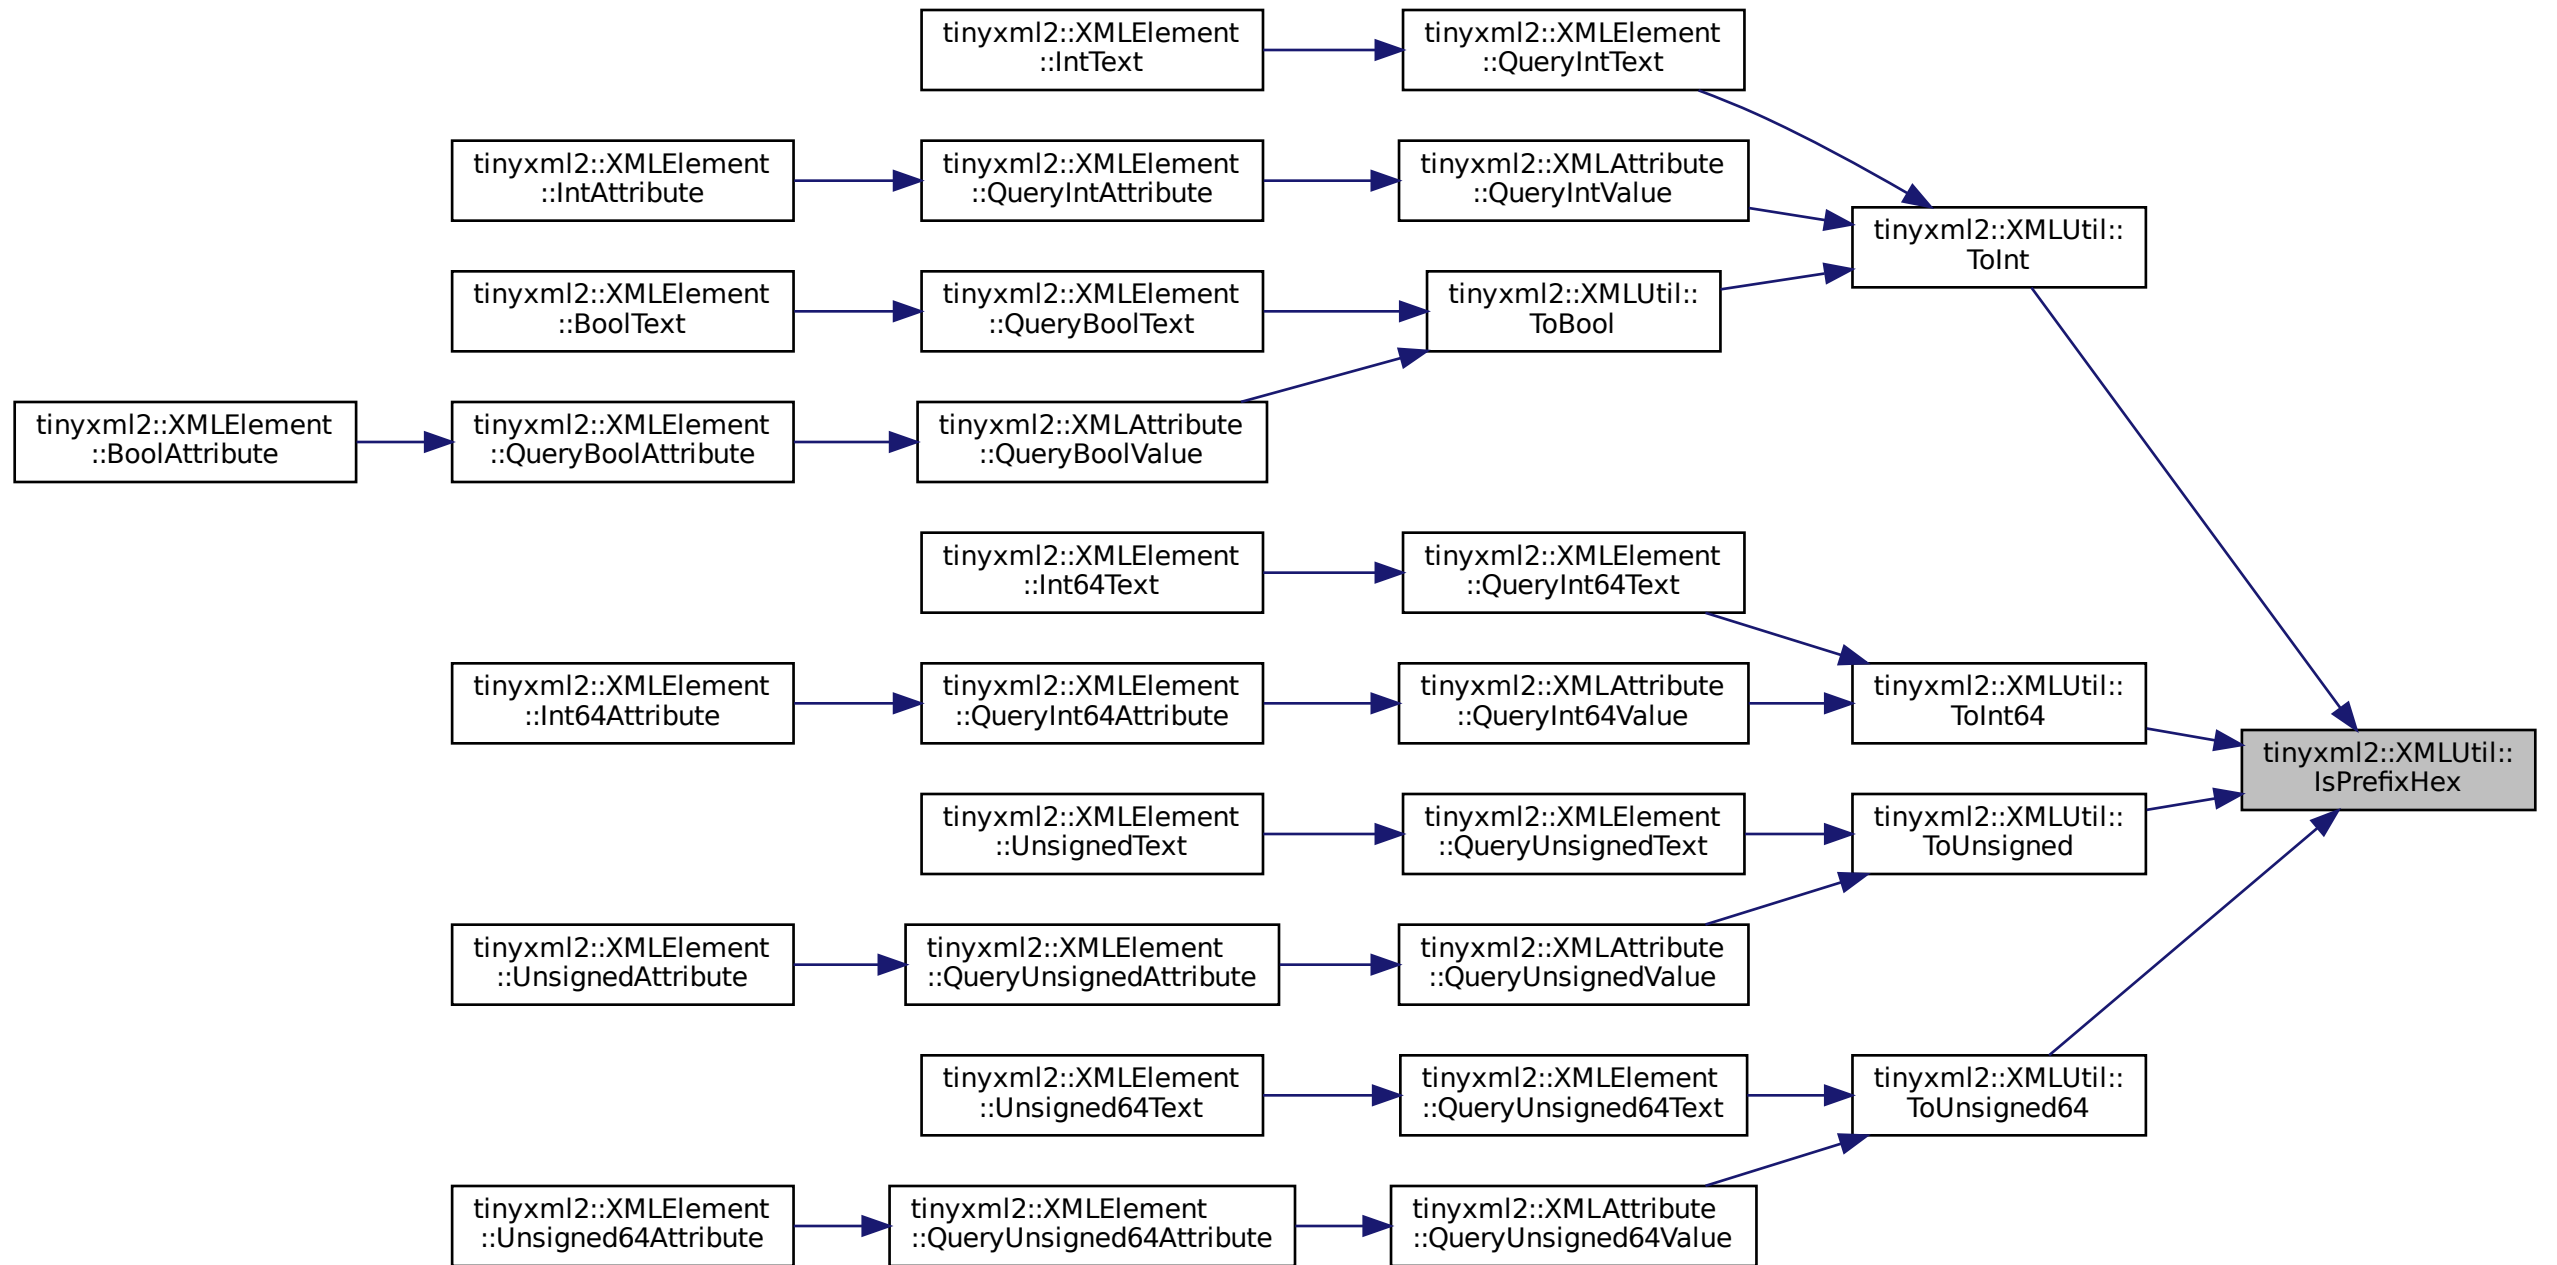 tinyxml2::XMLElement
::IntText
tinyxml2::XMLElement
::QueryIntText
tinyxml2::XMLElement
::IntAttribute
tinyxml2::XMLElement
::QueryIntAttribute
tinyxml2::XMLAttribute
::QueryIntValue
tinyxml2::XMLUtil::
ToInt
tinyxml2::XMLElement
::BoolText
tinyxml2::XMLElement
::QueryBoolText
tinyxml2::XMLUtil::
ToBool
tinyxml2::XMLElement
::BoolAttribute
tinyxml2::XMLElement
::QueryBoolAttribute
tinyxml2::XMLAttribute
::QueryBoolValue
tinyxml2::XMLElement
::Int64Text
tinyxml2::XMLElement
::QueryInt64Text
tinyxml2::XMLElement
::Int64Attribute
tinyxml2::XMLElement
::QueryInt64Attribute
tinyxml2::XMLAttribute
::QueryInt64Value
tinyxml2::XMLUtil::
ToInt64
tinyxml2::XMLUtil::
IsPrefixHex
tinyxml2::XMLElement
::UnsignedText
tinyxml2::XMLElement
::QueryUnsignedText
tinyxml2::XMLUtil::
ToUnsigned
tinyxml2::XMLElement
::UnsignedAttribute
tinyxml2::XMLElement
::QueryUnsignedAttribute
tinyxml2::XMLAttribute
::QueryUnsignedValue
tinyxml2::XMLElement
::Unsigned64Text
tinyxml2::XMLElement
::QueryUnsigned64Text
tinyxml2::XMLUtil::
ToUnsigned64
tinyxml2::XMLElement
::Unsigned64Attribute
tinyxml2::XMLElement
::QueryUnsigned64Attribute
tinyxml2::XMLAttribute
::QueryUnsigned64Value